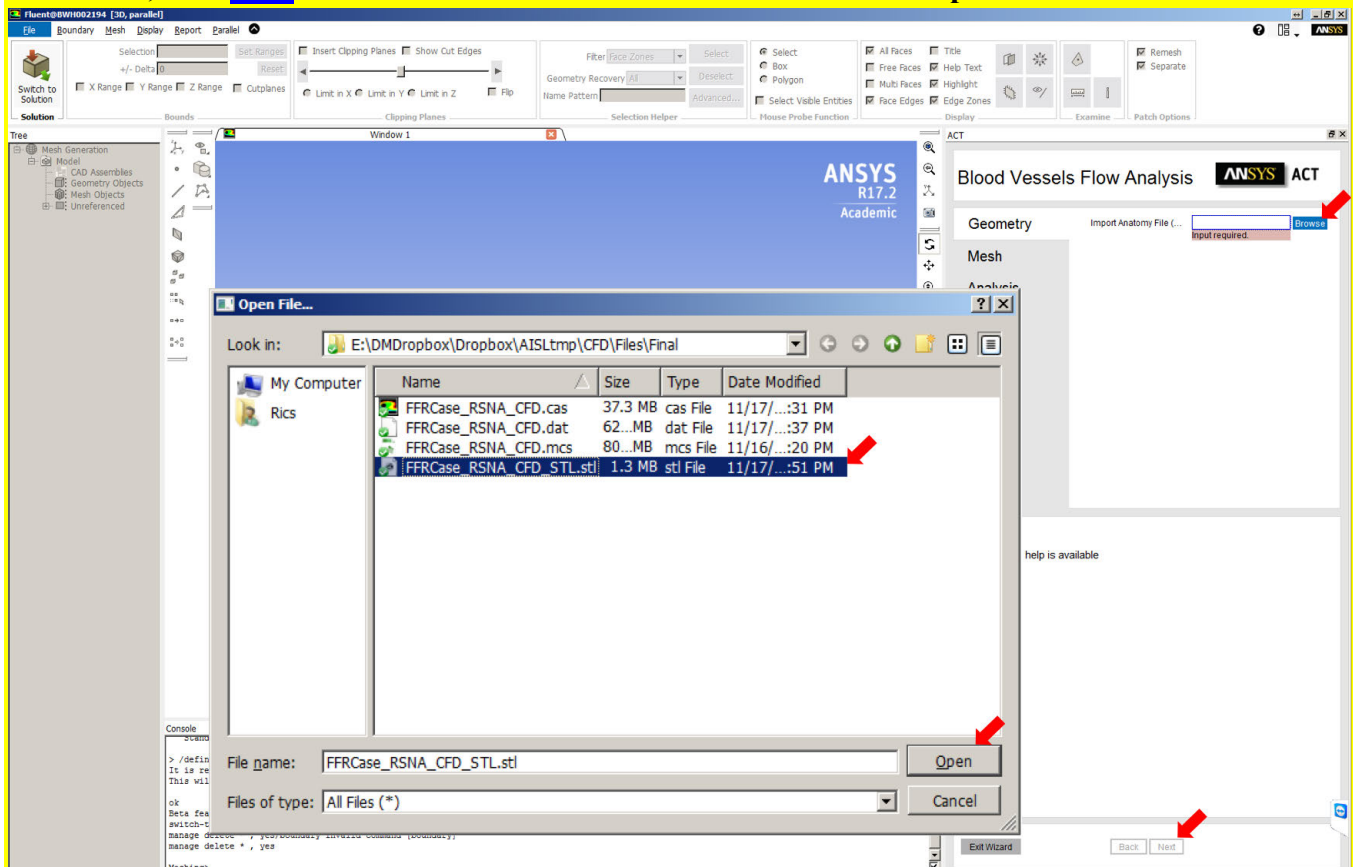 Fluent@BWH002194 [3D, parallel]
File Boundary Mesh Display Report Parallel
ANSYS
Selection Set Ranges
+/- Delta 0 Reset
X Range Y Range Z Range Cutplanes
Insert Clipping Planes Show Cut Edges
Limit in X Limit in Y Limit in Z Flip
Filter Face Zones Select
Geometry Recovery All Deselect
Name Pattern Advanced...
Select
Box
Polygon
Select Visible Entities
All Faces Title
Free Faces Help Text
Multi Faces Highlight
Face Edges Edge Zones
Remesh
Separate
Switch to
Solution
Solution Bounds Clipping Planes Selection Helper Mouse Probe Function Display Examine Patch Options
Tree
Mesh Generation
Model
CAD Assemblies
Geometry Objects
Mesh Objects
Unreferenced
Window 1
ANSYS
R17.2
Academic
ACT
Blood Vessels Flow Analysis ANSYS ACT
Geometry
Import Anatomy File (... Browse
Input required.
Mesh
Analysis
help is available
Open File...
Look in: E:\DMDropbox\Dropbox\AISLtmp\CFD\Files\Final
My Computer
Rics
Name Size Type Date Modified
FFRCase_RSNA_CFD.cas 37.3 MB cas File 11/17/...:31 PM
FFRCase_RSNA_CFD.dat 62...MB dat File 11/17/...:37 PM
FFRCase_RSNA_CFD.mcs 80...MB mcs File 11/16/...:20 PM
FFRCase_RSNA_CFD_STL.stl 1.3 MB stl File 11/17/...:51 PM
File name: FFRCase_RSNA_CFD_STL.stl Open
Files of type: All Files (*) Cancel
Console
> /defin
It is re
This wil
ok
Beta fea
switch-t
manage delete * , yes
Exit Wizard Back Next